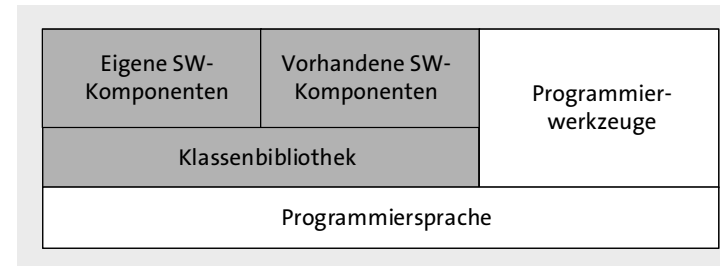 Eigene SW-
Komponenten
Vorhandene SW-
Komponenten
Programmier-
werkzeuge
Klassenbibliothek
Programmiersprache